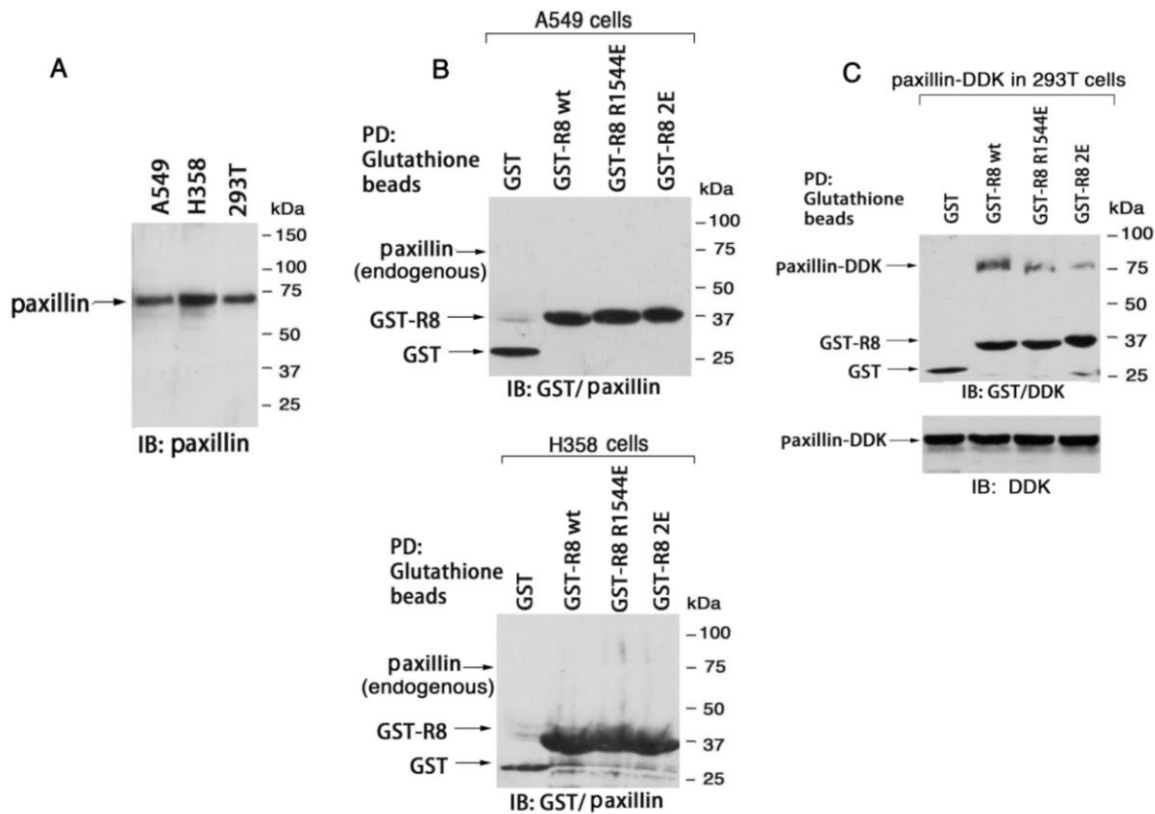 A
A549
H358
293T
kDa
150
100
75
50
37
25
paxillin
IB: paxillin
B
A549 cells
PD:
Glutathione
beads
GST
GST-R8 wt
GST-R8 R1544E
GST-R8 2E
kDa
100
75
50
37
25
paxillin
(endogenous)
GST-R8
GST
IB: GST/paxillin
H358 cells
PD:
Glutathione
beads
GST
GST-R8 wt
GST-R8 R1544E
GST-R8 2E
kDa
100
75
50
37
25
paxillin
(endogenous)
GST-R8
GST
IB: GST/paxillin
C
paxillin-DDK in 293T cells
PD:
Glutathione
beads
GST
GST-R8 wt
GST-R8 R1544E
GST-R8 2E
kDa
100
75
50
37
25
paxillin-DDK
GST-R8
GST
IB: GST/DDK
paxillin-DDK
IB: DDK